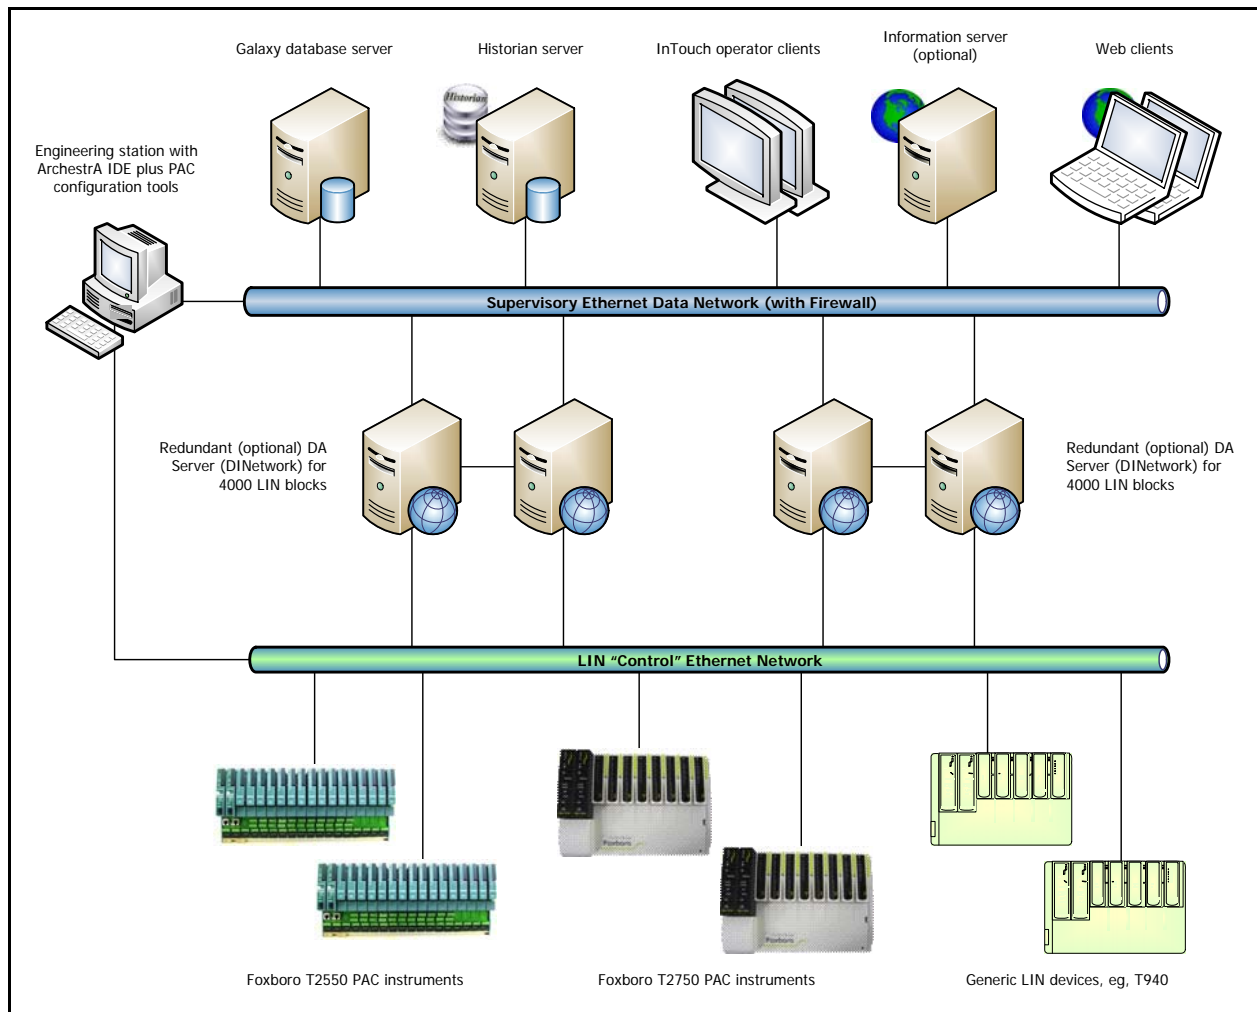 Galaxy database server
Historian server
InTouch operator clients
Information server
(optional)
Web clients
Historian
Engineering station with
ArchestrA IDE plus PAC
configuration tools
Supervisory Ethernet Data Network (with Firewall)
Redundant (optional) DA
Server (DINetwork) for
4000 LIN blocks
Redundant (optional) DA
Server (DINetwork) for
4000 LIN blocks
LIN “Control” Ethernet Network
Foxboro
Foxboro
Foxboro T2550 PAC instruments
Foxboro T2750 PAC instruments
Generic LIN devices, eg, T940